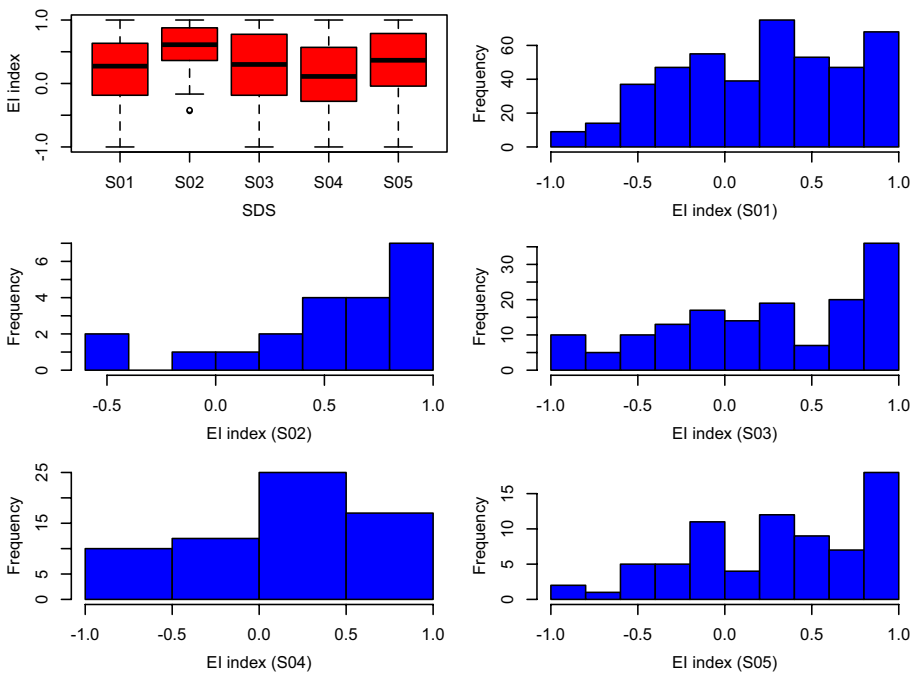 EI index
1.0
0.0
-1.0
S01 S02 S03 S04 S05
SDS
Frequency
60
40
20
0
-1.0 -0.5 0.0 0.5 1.0
EI index (S01)
Frequency
6
4
2
0
-0.5 0.0 0.5 1.0
EI index (S02)
Frequency
30
20
10
0
-1.0 -0.5 0.0 0.5 1.0
EI index (S03)
Frequency
25
15
5
0
-1.0 -0.5 0.0 0.5 1.0
EI index (S04)
Frequency
15
10
5
0
-1.0 -0.5 0.0 0.5 1.0
EI index (S05)